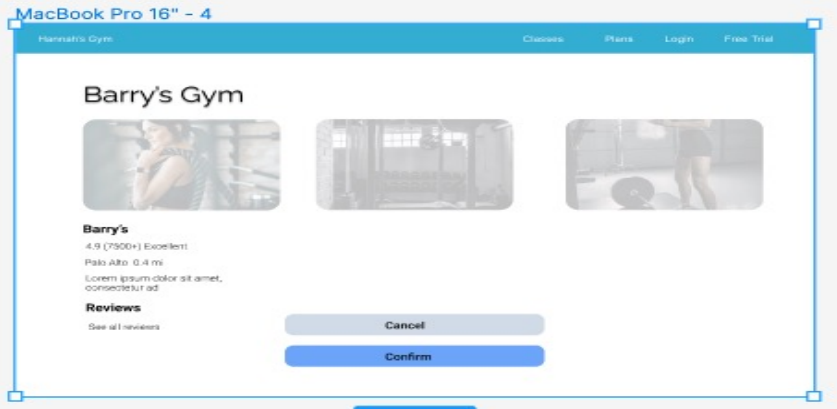 MacBook Pro 16" - 4
Hannah's Gym Classes Plans Login Free Trial
Barry's Gym
Barry's
4.9 (7500+) Excellent
Palo Alto 0.4 mi
Lorem ipsum dolor sit amet,
consectetur ad
Reviews
See all reviews
Cancel
Confirm